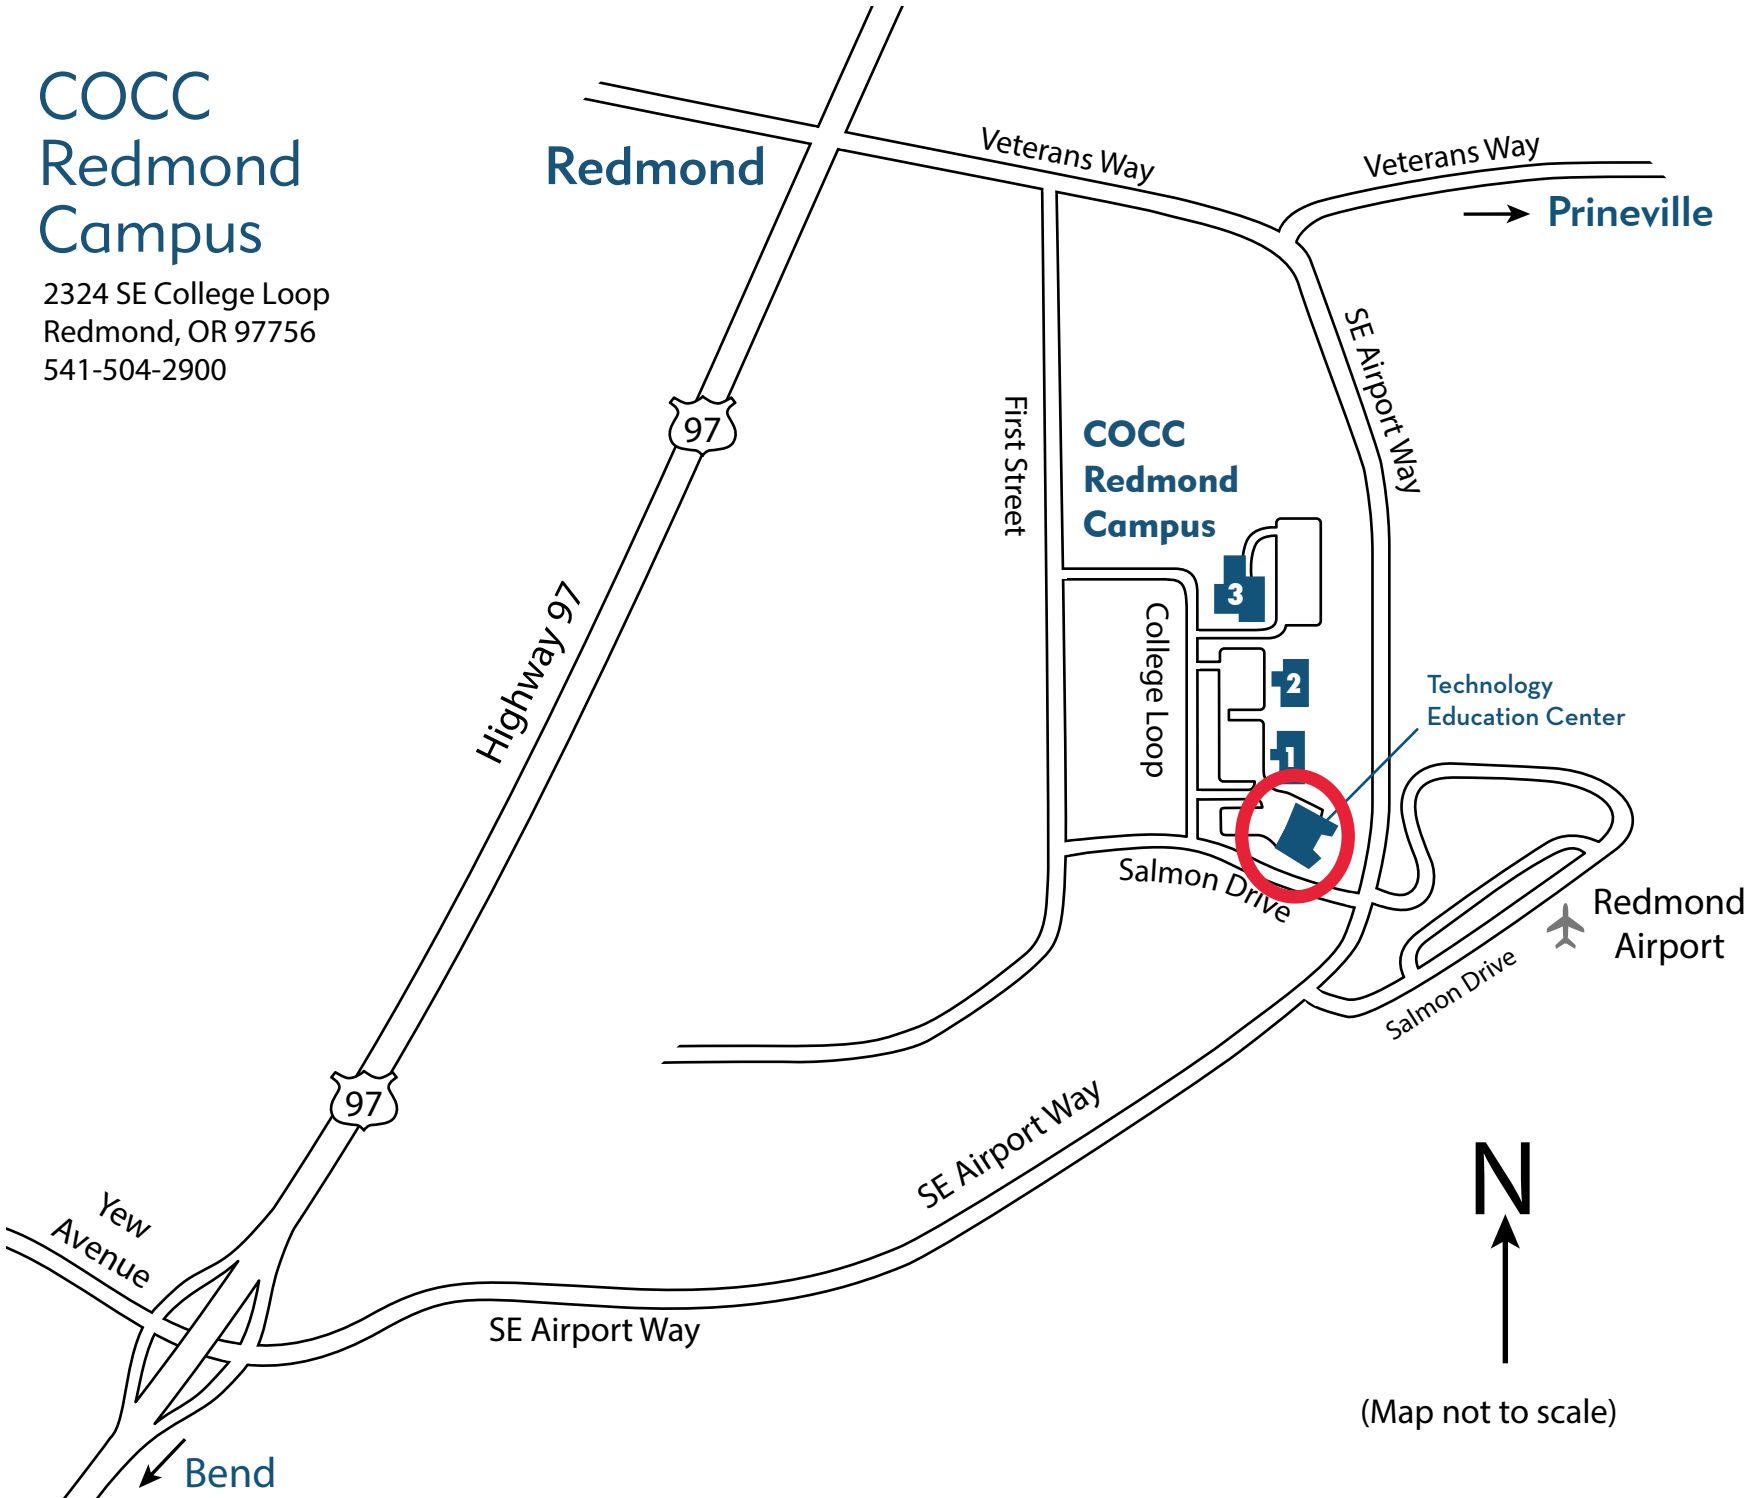 COCC
Redmond
Campus
2324 SE College Loop
Redmond, OR 97756
541-504-2900
Redmond
Veterans Way
Veterans Way
Prineville
SE Airport Way
97
First Street
COCC
Redmond
Campus
3
Highway 97
College Loop
2
Technology
Education Center
1
Salmon Drive
Redmond
Airport
Salmon Drive
97
SE Airport Way
N
Yew
Avenue
SE Airport Way
(Map not to scale)
Bend